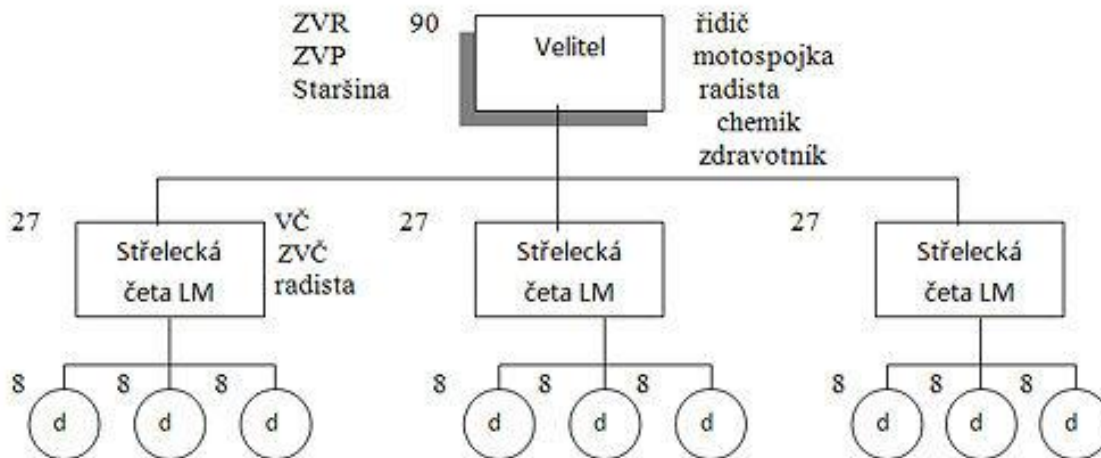 ZVR 90
ZVP
Staršina
Velitel
řidič
motospojka
radista
chemik
zdravotník
27
Střelecká
četa LM
VČ
ZVČ
radista
27
Střelecká
četa LM
27
Střelecká
četa LM
8 d 8 d 8 d
8 d 8 d 8 d
8 d 8 d 8 d